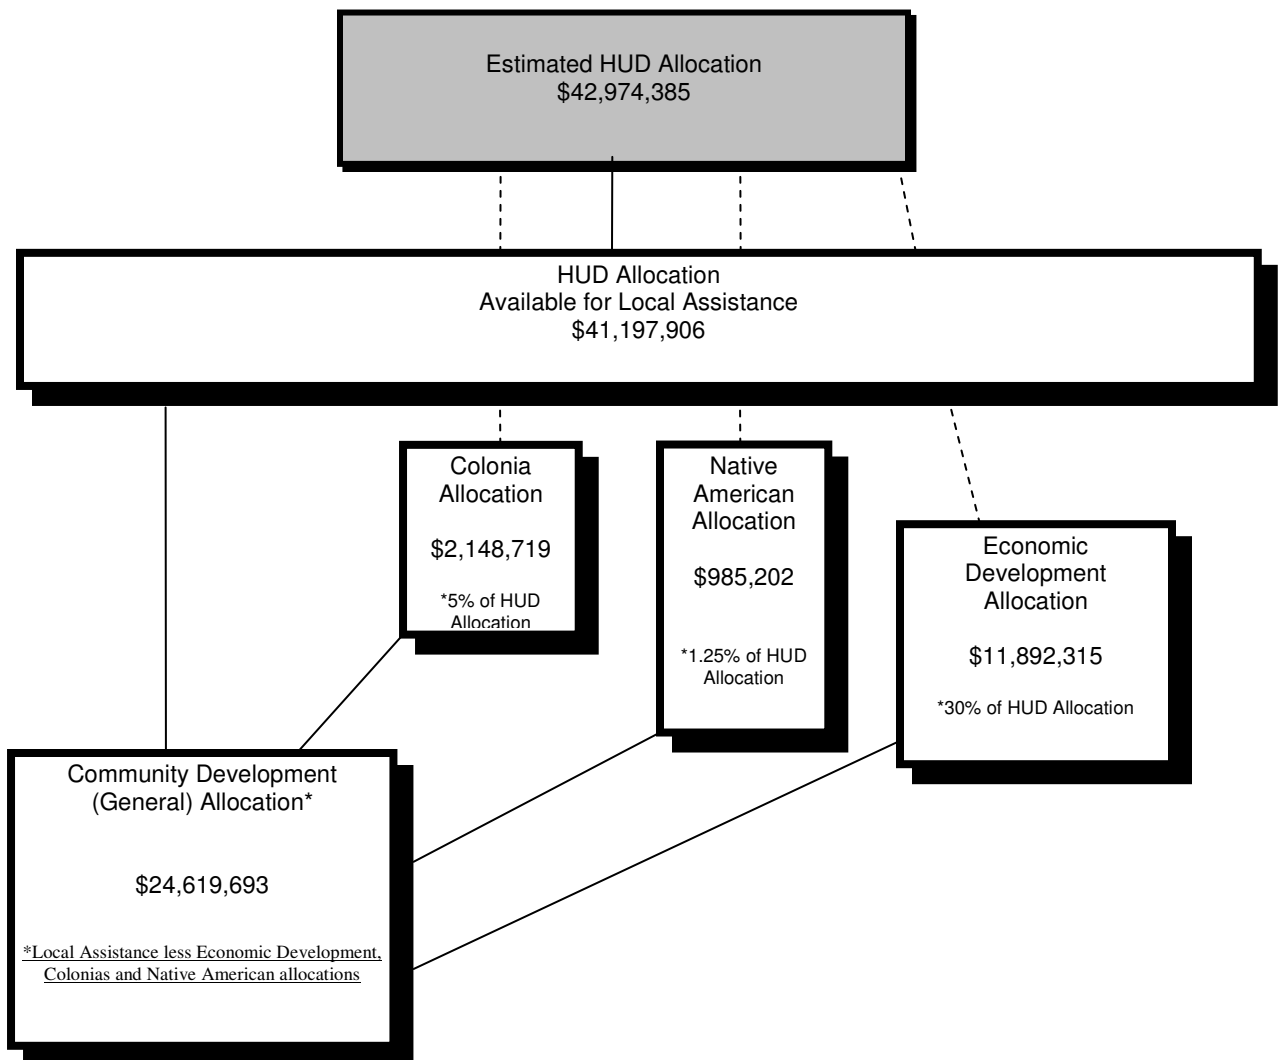 Estimated HUD Allocation
$42,974,385
HUD Allocation
Available for Local Assistance
$41,197,906
Colonia
Allocation
$2,148,719
*5% of HUD
Allocation
Native
American
Allocation
$985,202
*1.25% of HUD
Allocation
Economic
Development
Allocation
$11,892,315
*30% of HUD Allocation
Community Development
(General) Allocation*
$24,619,693
*Local Assistance less Economic Development,
Colonias and Native American allocations